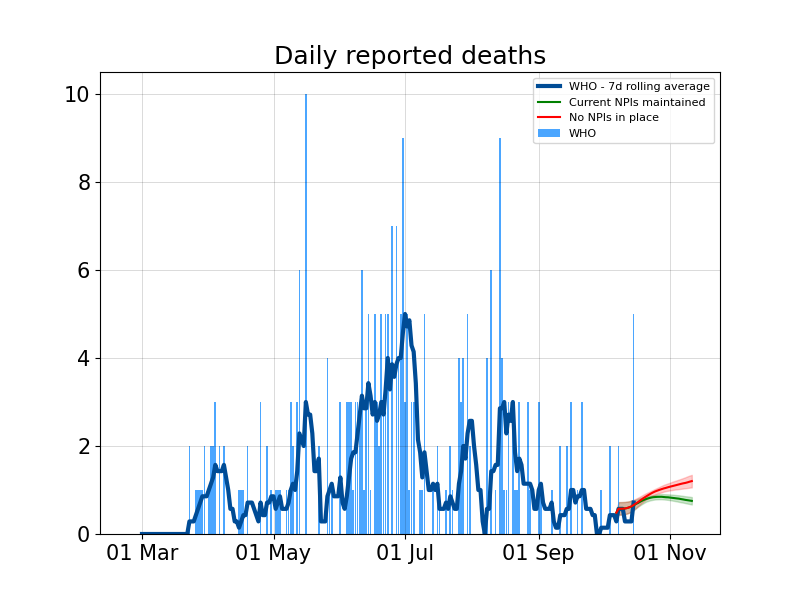 Daily reported deaths
WHO - 7d rolling average
Current NPIs maintained
No NPIs in place
WHO
10
8
6
4
2
0
01 Mar
01 May
01 Jul
01 Sep
01 Nov